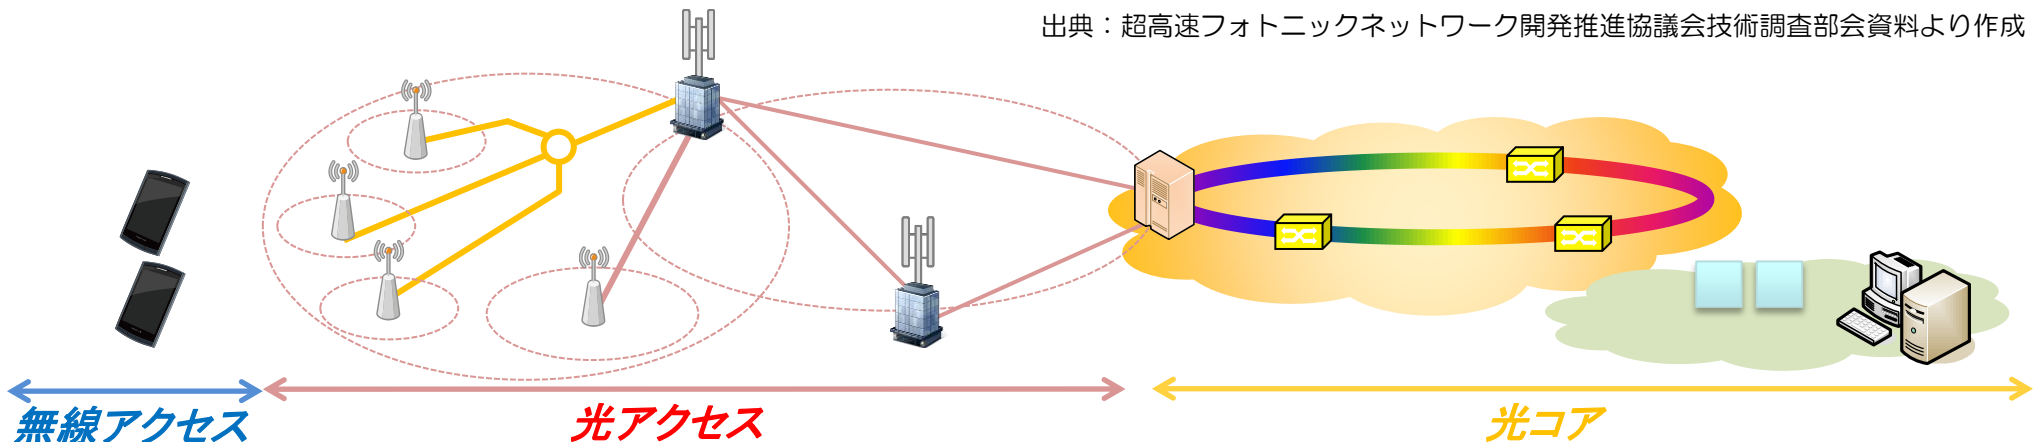 出典：超高速フォトニックネットワーク開発推進協議会技術調査部会資料より作成
無線アクセス
光アクセス
光コア